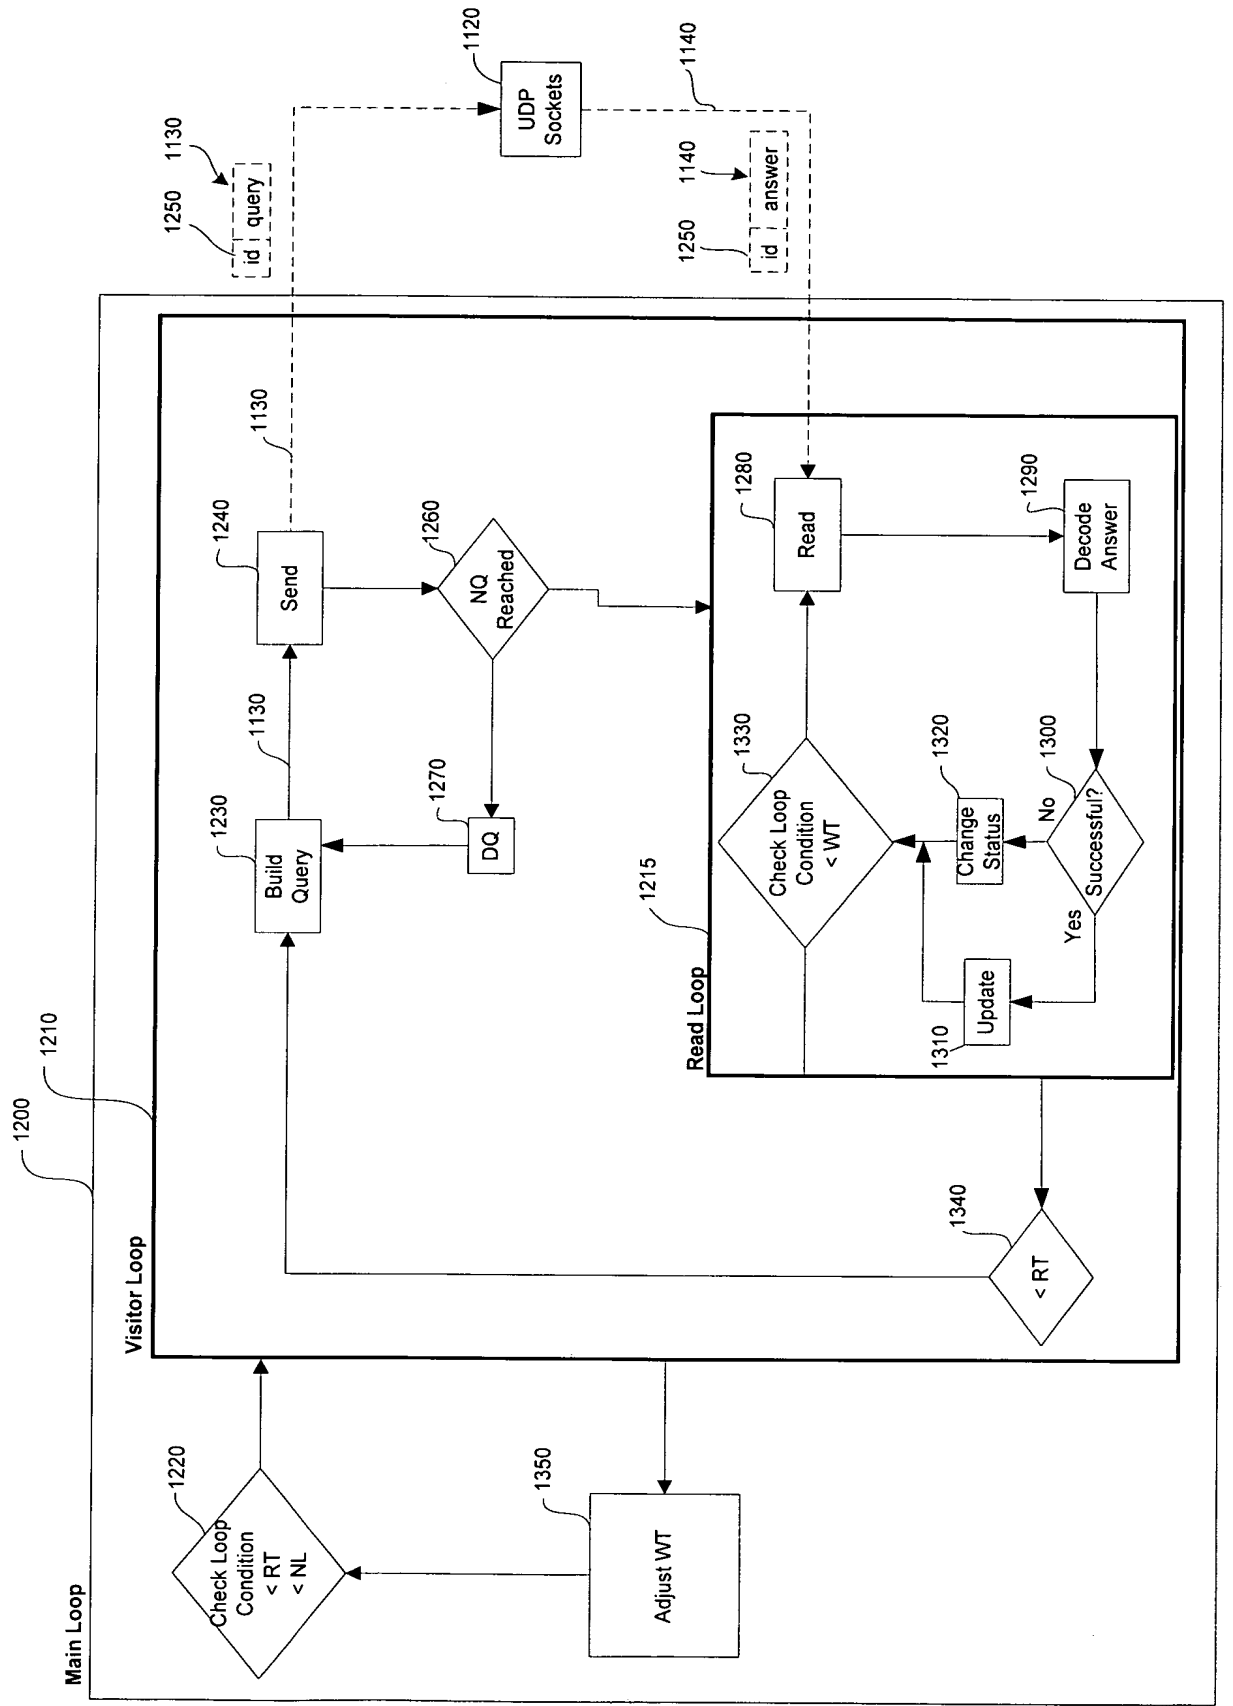 Main Loop
1200
1210
Visitor Loop
1220
Check Loop
Condition
< RT
< NL
1350
Adjust WT
1230
Build
Query
1130
1240
Send
1130
1250
1130
id
query
1120
UDP
Sockets
1140
1250
1140
id
answer
1260
NQ
Reached
1270
DQ
1215
Read Loop
1330
Check Loop
Condition
< WT
1280
Read
1290
Decode
Answer
1300
Successful?
No
Yes
1320
Change
Status
1310
Update
1340
< RT